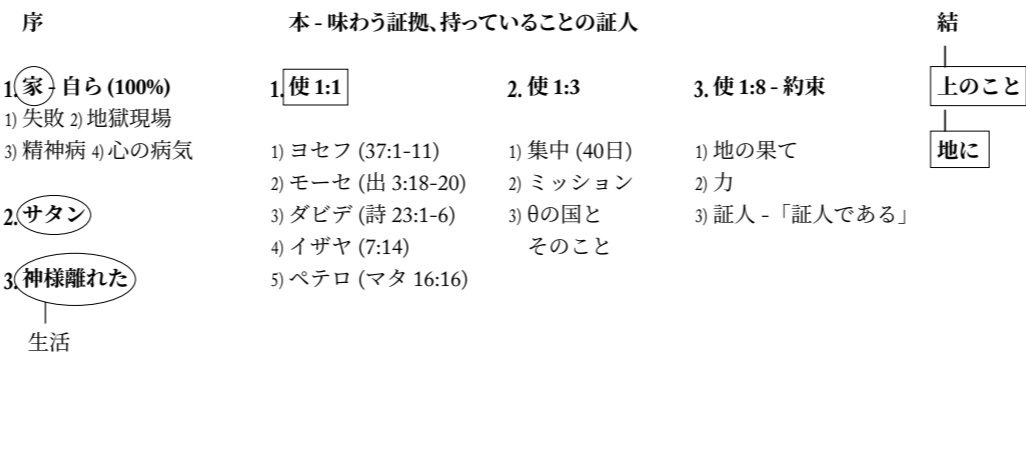 序
1. 家 - 自ら (100%)
1) 失敗 2) 地獄現場
3) 精神病 4) 心の病気
2. サタン
3. 神様離れた
生活
本 - 味わう証拠、持っていることの証人
1. 使 1:1
1) ヨセフ (37:1-11)
2) モーセ (出 3:18-20)
3) ダビデ (詩 23:1-6)
4) イザヤ (7:14)
5) ペテロ (マタ 16:16)
2. 使 1:3
1) 集中 (40日)
2) ミッション
3) θの国と
そのこと
3. 使 1:8 - 約束
1) 地の果て
2) 力
3) 証人 -「証人である」
結
上のこと
地に